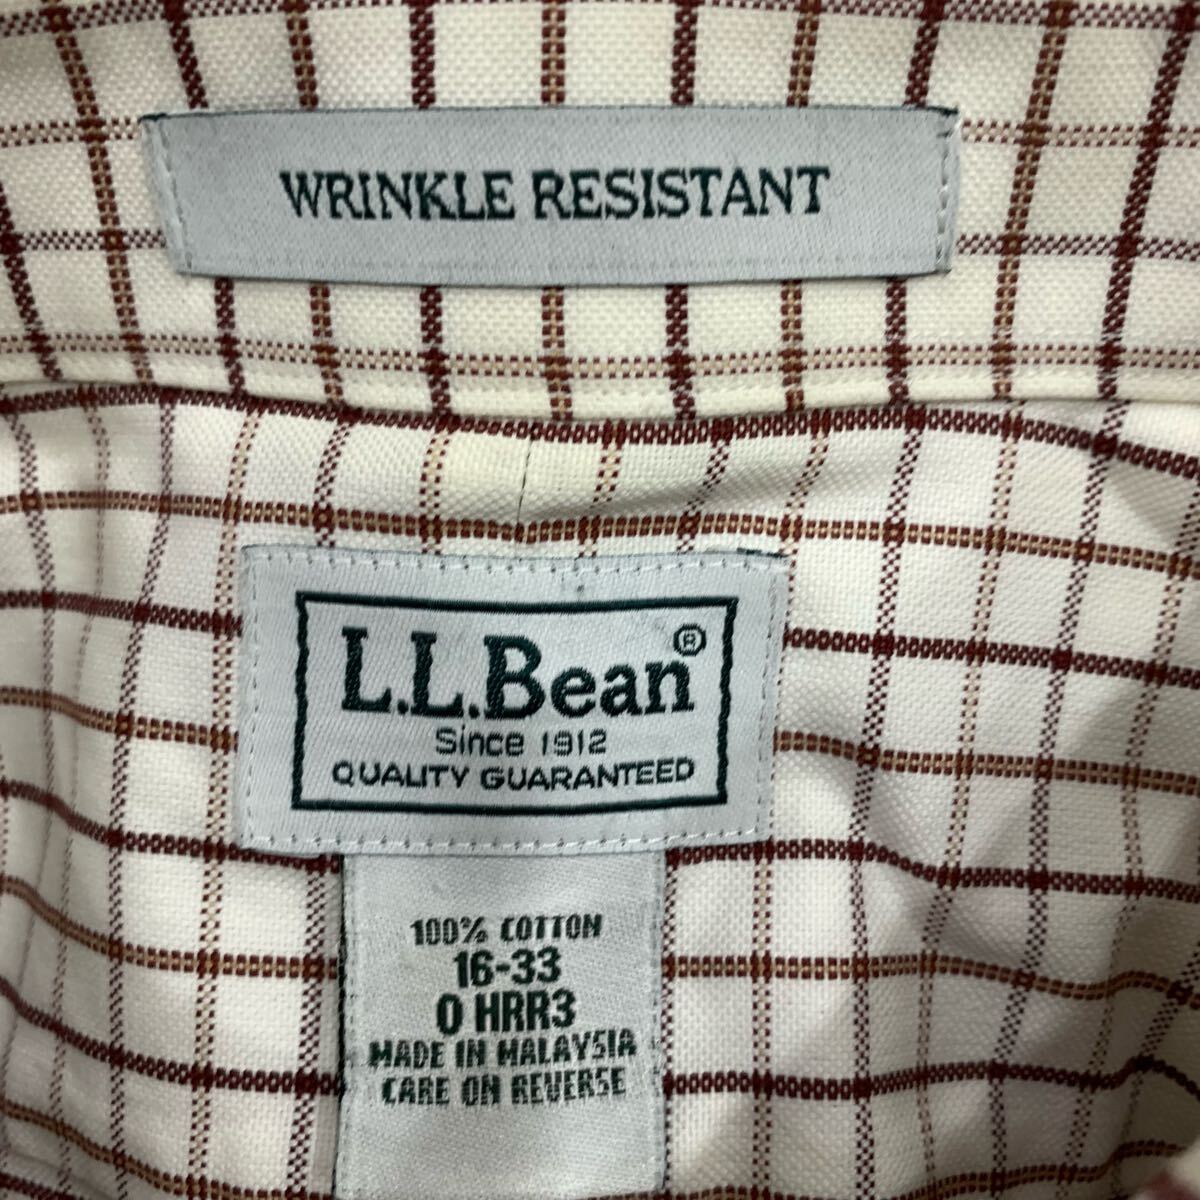 WRINKLE RESISTANT
L.L.Bean®
Since 1912
QUALITY GUARANTEED
100% COTTON
16-33
0 HRR3
MADE IN MALAYSIA
CARE ON REVERSE